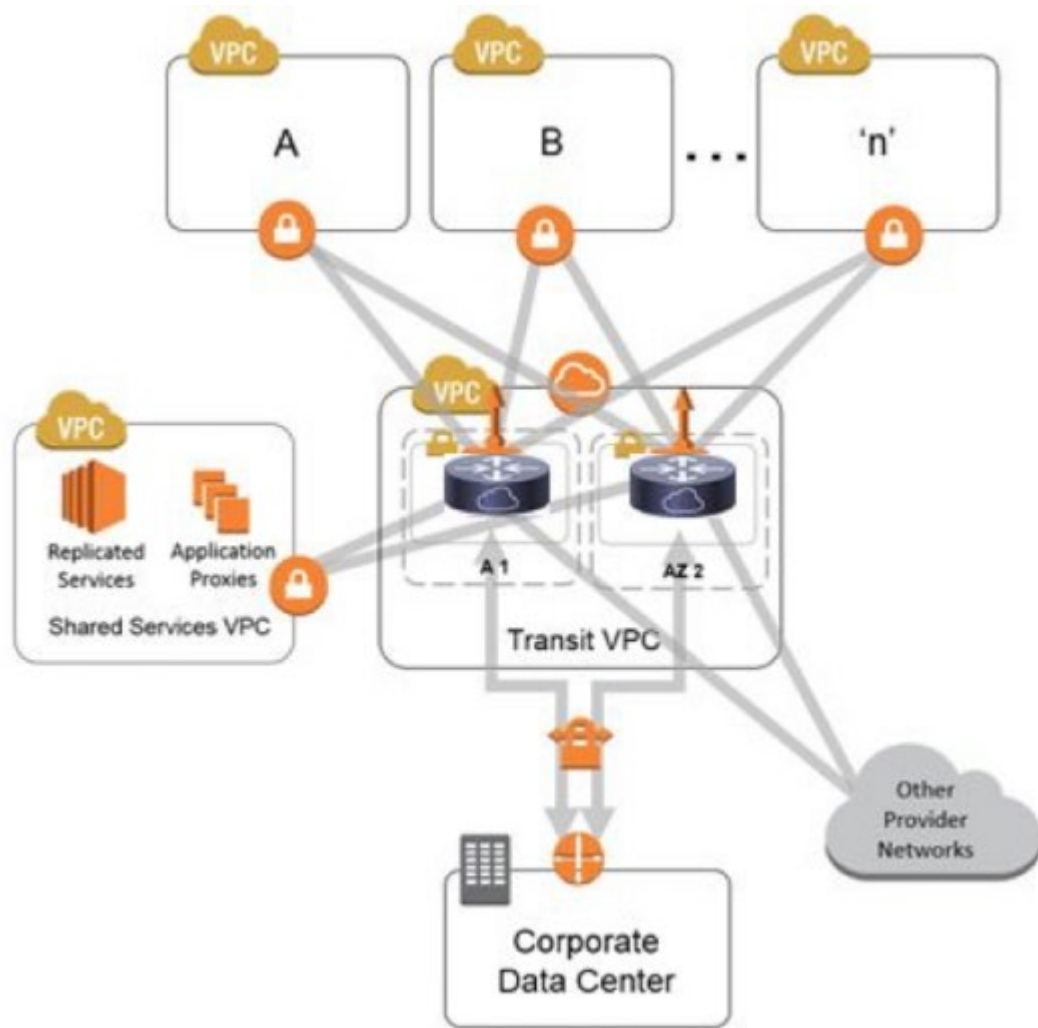 VPC
VPC
VPC
A
B
...
'n'
VPC
VPC
Replicated
Services
Application
Proxies
Shared Services VPC
A 1
AZ 2
Transit VPC
Other
Provider
Networks
Corporate
Data Center